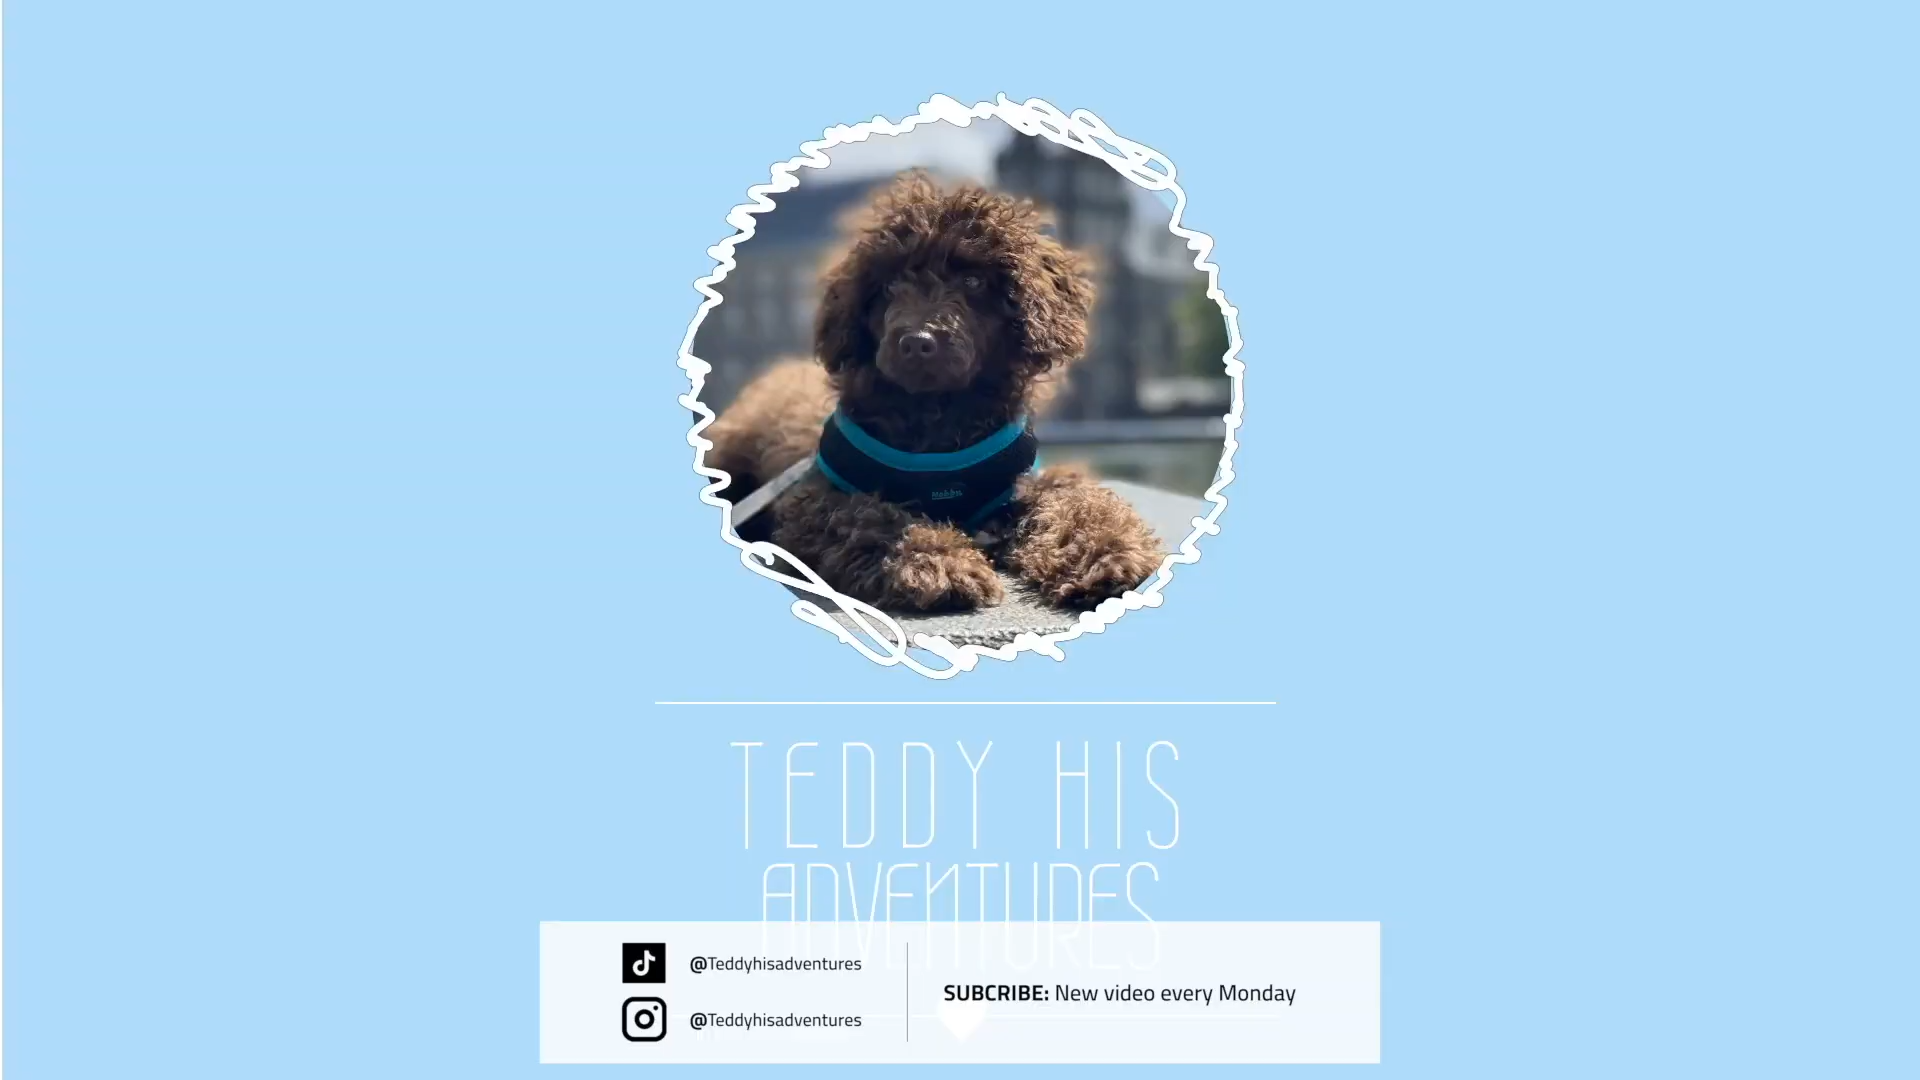 TEDDY HIS
ADVENTURES
@Teddyhisadventures
@Teddyhisadventures
SUBCRIBE: New video every Monday